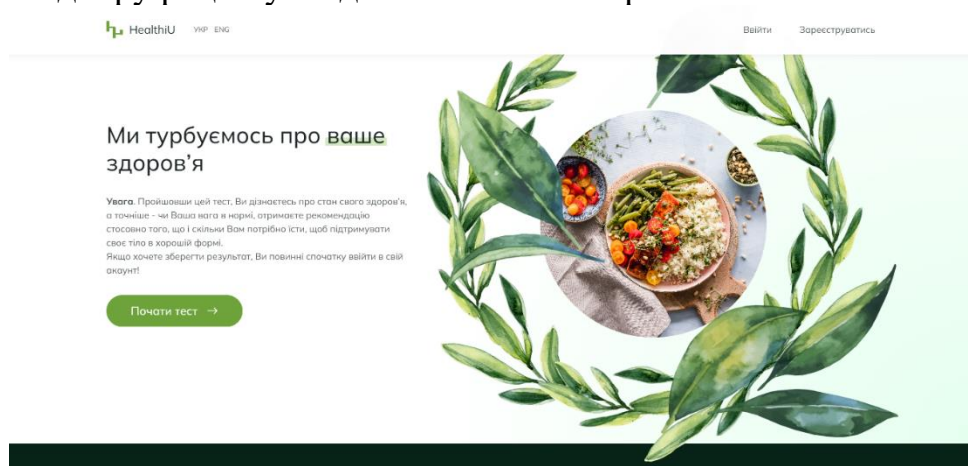 HealthiU УКР ENG Ввійти Зареєструватись
Ми турбуємось про ваше
здоров’я
Увага. Пройшовши цей тест, Ви дізнаєтесь про стан свого здоров’я,
а точніше - чи Ваша вага в нормі, отримаєте рекомендацію
стосовно того, що і скільки Вам потрібно їсти, щоб підтримувати
своє тіло в хорошій формі.
Якщо хочете зберегти результат, Ви повинні спочатку ввійти в свій
акаунт!
Почати тест →